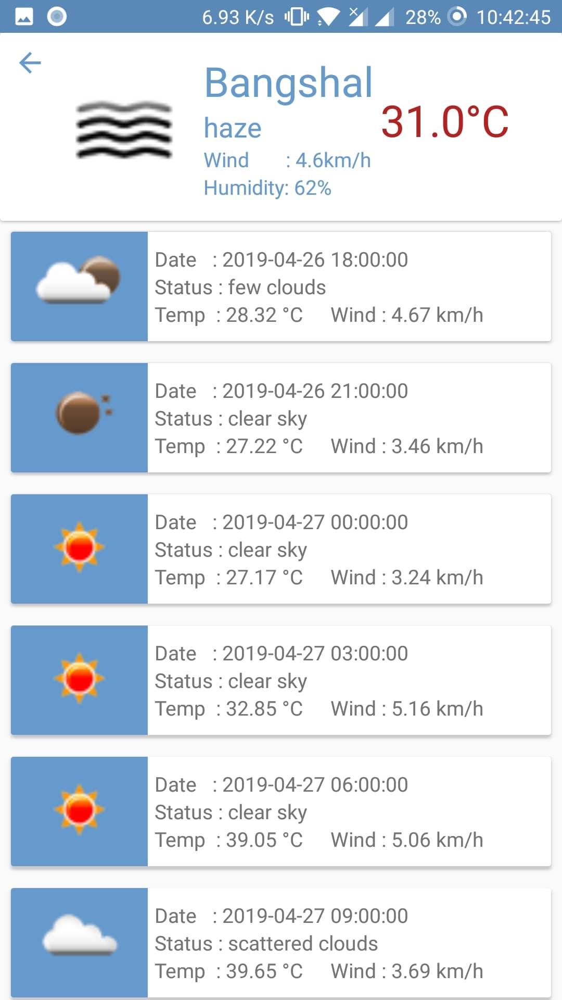 6.93 K/s 28% 10:42:45
Bangshal
31.0°C
haze
Wind : 4.6km/h
Humidity: 62%
Date : 2019-04-26 18:00:00
Status : few clouds
Temp : 28.32 °C Wind : 4.67 km/h
Date : 2019-04-26 21:00:00
Status : clear sky
Temp : 27.22 °C Wind : 3.46 km/h
Date : 2019-04-27 00:00:00
Status : clear sky
Temp : 27.17 °C Wind : 3.24 km/h
Date : 2019-04-27 03:00:00
Status : clear sky
Temp : 32.85 °C Wind : 5.16 km/h
Date : 2019-04-27 06:00:00
Status : clear sky
Temp : 39.05 °C Wind : 5.06 km/h
Date : 2019-04-27 09:00:00
Status : scattered clouds
Temp : 39.65 °C Wind : 3.69 km/h